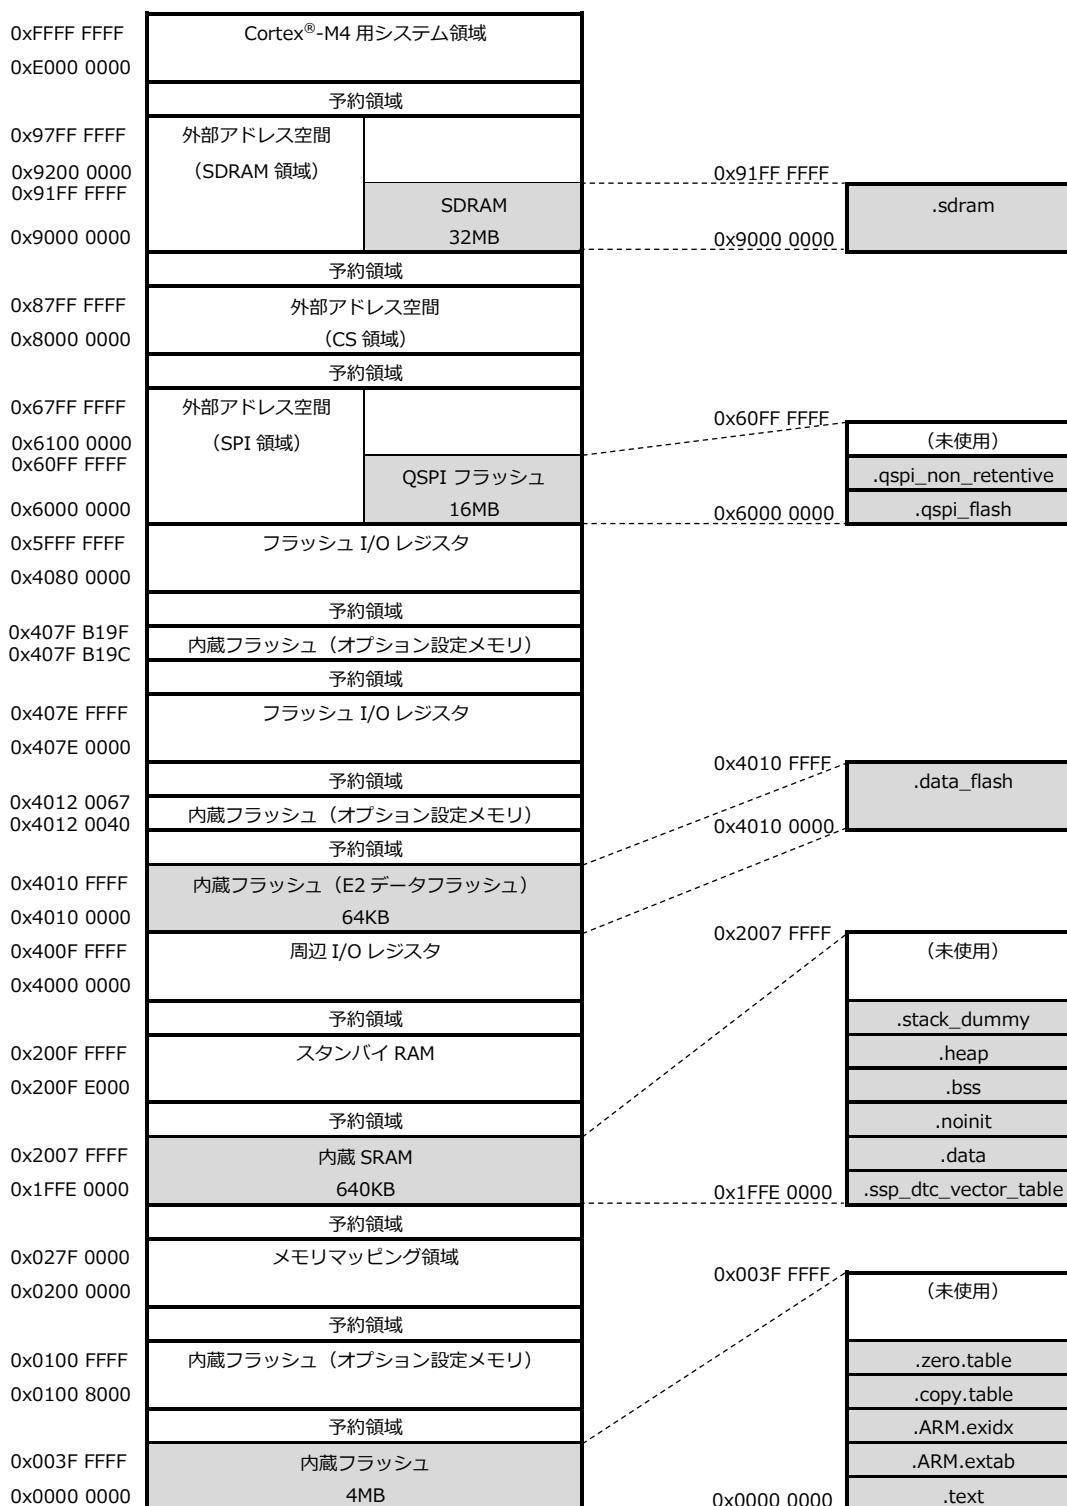 0xFFFF FFFF Cortex®-M4 用システム領域
0xE000 0000
予約領域
0x97FF FFFF 外部アドレス空間
0x9200 0000 （SDRAM 領域） 0x91FF FFFF
0x91FF FFFF SDRAM .sdram
0x9000 0000 32MB 0x9000 0000
予約領域
0x87FF FFFF 外部アドレス空間
0x8000 0000 （CS 領域）
予約領域
0x67FF FFFF 外部アドレス空間 0x60FF FFFF
0x6100 0000 （SPI 領域） （未使用）
0x60FF FFFF QSPI フラッシュ .qspi_non_retentive
0x6000 0000 16MB 0x6000 0000 .qspi_flash
0x5FFF FFFF フラッシュ I/O レジスタ
0x4080 0000
予約領域
0x407F B19F 内蔵フラッシュ（オプション設定メモリ）
0x407F B19C
予約領域
0x407E FFFF フラッシュ I/O レジスタ
0x407E 0000
0x4010 FFFF
予約領域 .data_flash
0x4012 0067 内蔵フラッシュ（オプション設定メモリ）
0x4012 0040 0x4010 0000
予約領域
0x4010 FFFF 内蔵フラッシュ（E2 データフラッシュ）
0x4010 0000 64KB
0x400F FFFF 周辺 I/O レジスタ 0x2007 FFFF （未使用）
0x4000 0000
予約領域 .stack_dummy
0x200F FFFF スタンバイ RAM .heap
0x200F E000 .bss
予約領域 .noinit
0x2007 FFFF 内蔵 SRAM .data
0x1FFE 0000 640KB 0x1FFE 0000 .ssp_dtc_vector_table
予約領域
0x027F 0000 メモリマッピング領域
0x0200 0000 0x003F FFFF （未使用）
予約領域
0x0100 FFFF 内蔵フラッシュ（オプション設定メモリ） .zero.table
0x0100 8000 .copy.table
予約領域 .ARM.exidx
0x003F FFFF 内蔵フラッシュ .ARM.extab
0x0000 0000 4MB 0x0000 0000 .text